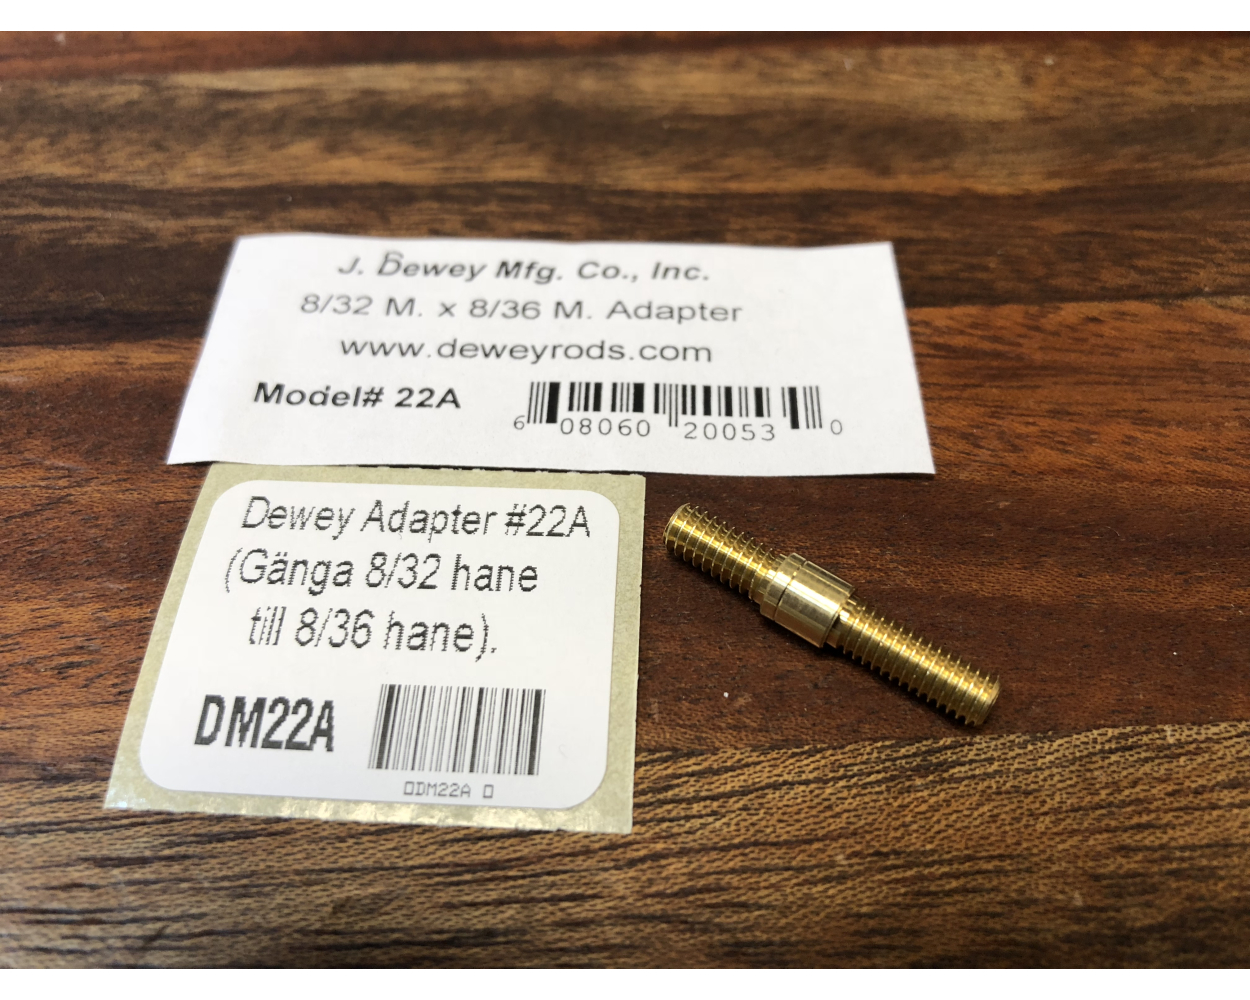 J. Dewey Mfg. Co., Inc.
8/32 M. x 8/36 M. Adapter
www.deweyrods.com
Model# 22A
6 08060 20053 0
Dewey Adapter #22A
(Gänga 8/32 hane
till 8/36 hane).
DM22A
▯DM22A ▯